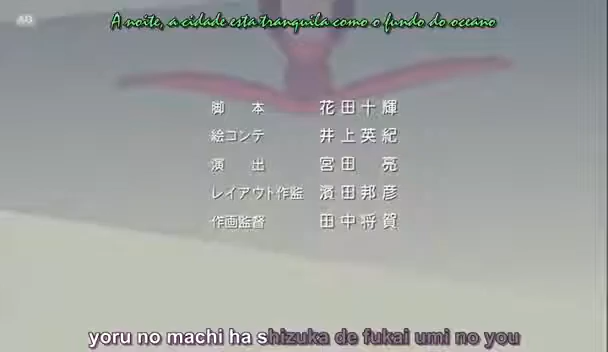 A noite, a cidade esta tranquila como o fundo do oceano
脚 本 花田十輝
絵コンテ 井上英紀
演 出 宮田 亮
レイアウト作監 濱田邦彦
作画監督 田中将賀
yoru no machi ha shizuka de fukai umi no you